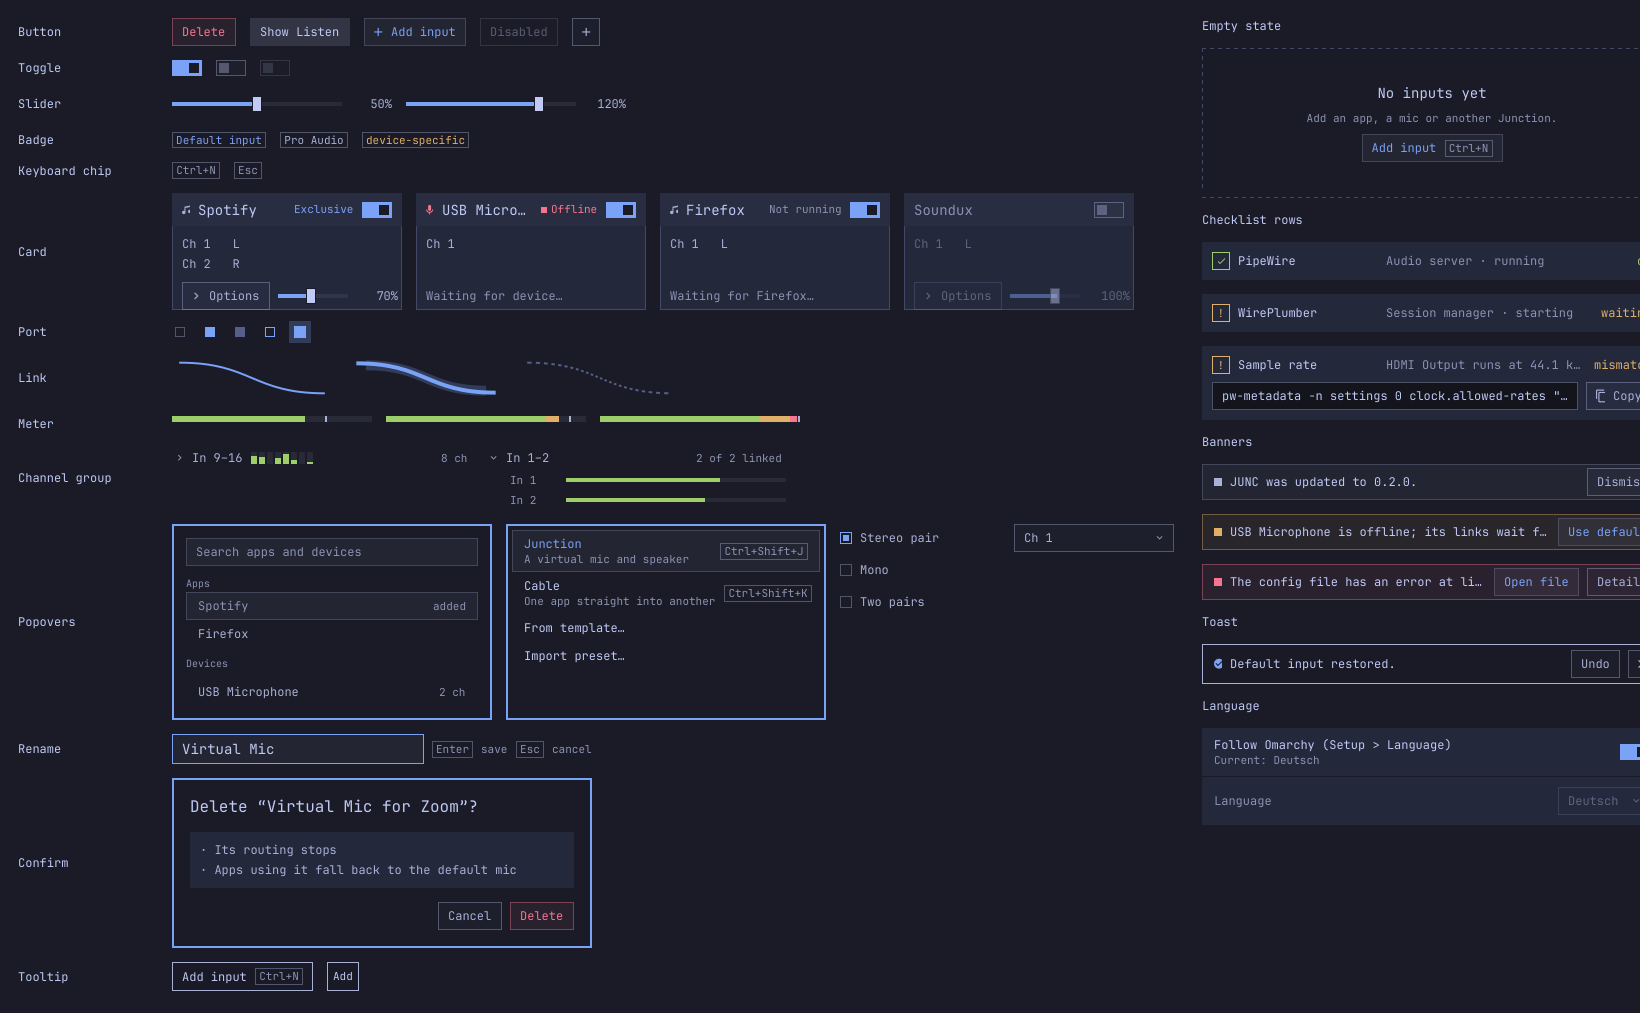 Button
Delete
Show Listen
+ Add input
Disabled
+
Toggle
Slider
50%
120%
Badge
Default input
Pro Audio
device-specific
Keyboard chip
Ctrl+N
Esc
Card
Spotify
Exclusive
Ch 1 L
Ch 2 R
Options
70%
USB Micro…
Offline
Ch 1
Waiting for device…
Firefox
Not running
Ch 1 L
Waiting for Firefox…
Soundux
Ch 1 L
Options
100%
Port
Link
Meter
Channel group
In 9-16
8 ch
In 1-2
2 of 2 linked
In 1
In 2
Popovers
Search apps and devices
Apps
Spotify
added
Firefox
Devices
USB Microphone
2 ch
Junction
A virtual mic and speaker
Ctrl+Shift+J
Cable
One app straight into another
Ctrl+Shift+K
From template…
Import preset…
Stereo pair
Mono
Two pairs
Ch 1
Rename
Virtual Mic
Enter save Esc cancel
Confirm
Delete “Virtual Mic for Zoom”?
· Its routing stops
· Apps using it fall back to the default mic
Cancel
Delete
Tooltip
Add input Ctrl+N
Add
Empty state
No inputs yet
Add an app, a mic or another Junction.
Add input Ctrl+N
Checklist rows
PipeWire
Audio server · running
! WirePlumber
Session manager · starting
waitin
! Sample rate
HDMI Output runs at 44.1 k…
mismatc
pw-metadata -n settings 0 clock.allowed-rates "…
Copy
Banners
JUNC was updated to 0.2.0.
Dismis
USB Microphone is offline; its links wait f…
Use defaul
The config file has an error at li…
Open file
Detail
Toast
Default input restored.
Undo
Language
Follow Omarchy (Setup > Language)
Current: Deutsch
Language
Deutsch